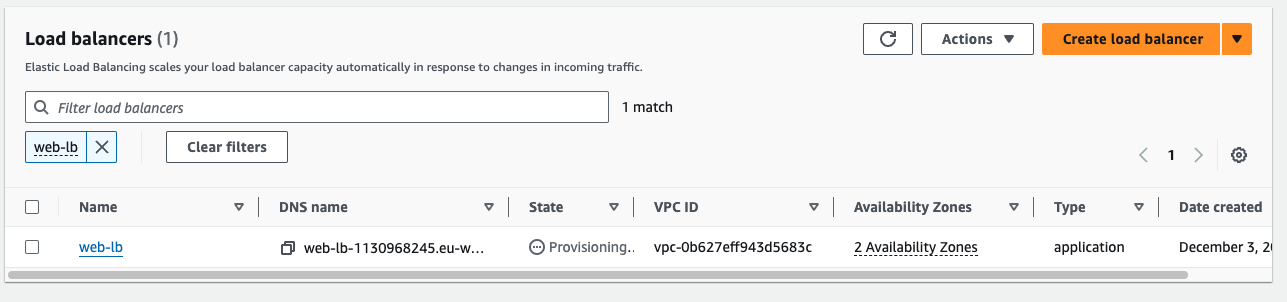 Load balancers (1)
Actions
Create load balancer
Elastic Load Balancing scales your load balancer capacity automatically in response to changes in incoming traffic.
Filter load balancers
1 match
web-lb
Clear filters
1
Name
DNS name
State
VPC ID
Availability Zones
Type
Date created
web-lb
web-lb-1130968245.eu-w...
Provisioning..
vpc-0b627eff943d5683c
2 Availability Zones
application
December 3, 20